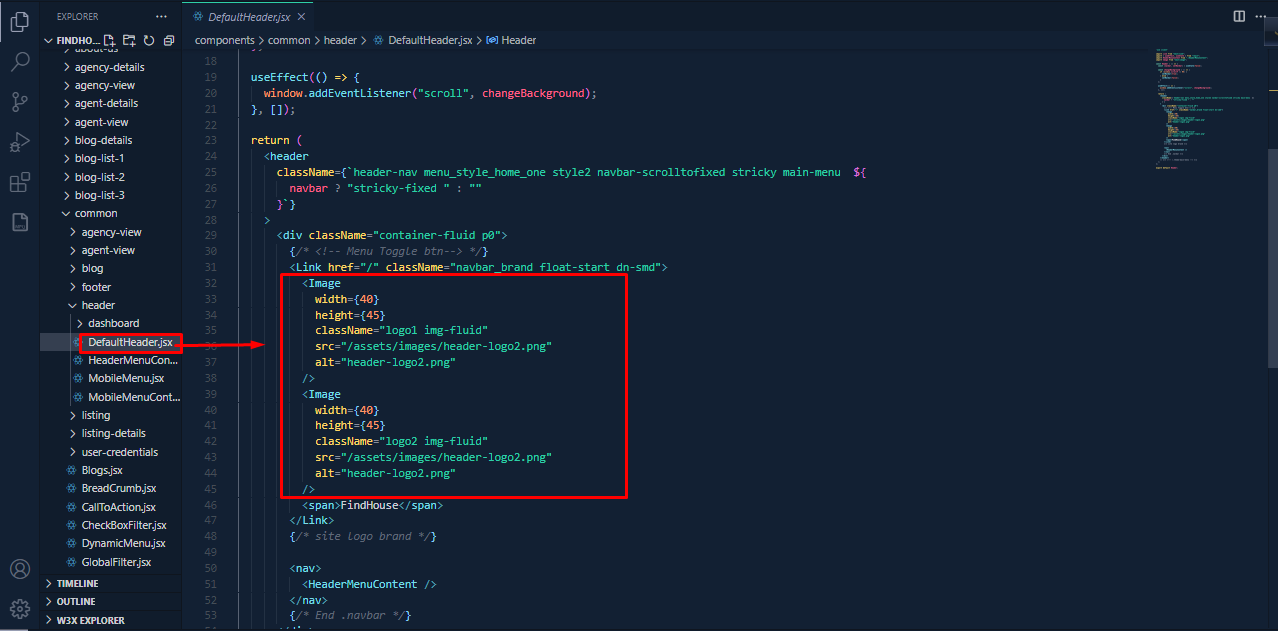 EXPLORER
FINDHO...
about-us
agency-details
agency-view
agent-details
agent-view
blog-details
blog-list-1
blog-list-2
blog-list-3
common
agency-view
agent-view
blog
footer
header
dashboard
DefaultHeader.jsx
HeaderMenuCon...
MobileMenu.jsx
MobileMenuCont...
listing
listing-details
user-credentials
Blogs.jsx
BreadCrumb.jsx
CallToAction.jsx
CheckBoxFilter.jsx
DynamicMenu.jsx
GlobalFilter.jsx
TIMELINE
OUTLINE
W3X EXPLORER
DefaultHeader.jsx
components > common > header > DefaultHeader.jsx > Header
18
19 useEffect(() => {
20 window.addEventListener("scroll", changeBackground);
21 }, []);
22
23 return (
24 <header
25 className={`header-nav menu_style_home_one style2 navbar-scrolltofixed stricky main-menu ${
26 navbar ? "stricky-fixed " : ""
27 }`}
28 >
29 <div className="container-fluid p0">
30 {/* <!-- Menu Toggle btn--> */}
31 <Link href="/" className="navbar_brand float-start dn-smd">
32 <Image
33 width={40}
34 height={45}
35 className="logo1 img-fluid"
36 src="/assets/images/header-logo2.png"
37 alt="header-logo2.png"
38 />
39 <Image
40 width={40}
41 height={45}
42 className="logo2 img-fluid"
43 src="/assets/images/header-logo2.png"
44 alt="header-logo2.png"
45 />
46 <span>FindHouse</span>
47 </Link>
48 {/* site logo brand */}
49
50 <nav>
51 <HeaderMenuContent />
52 </nav>
53 {/* End .navbar */}